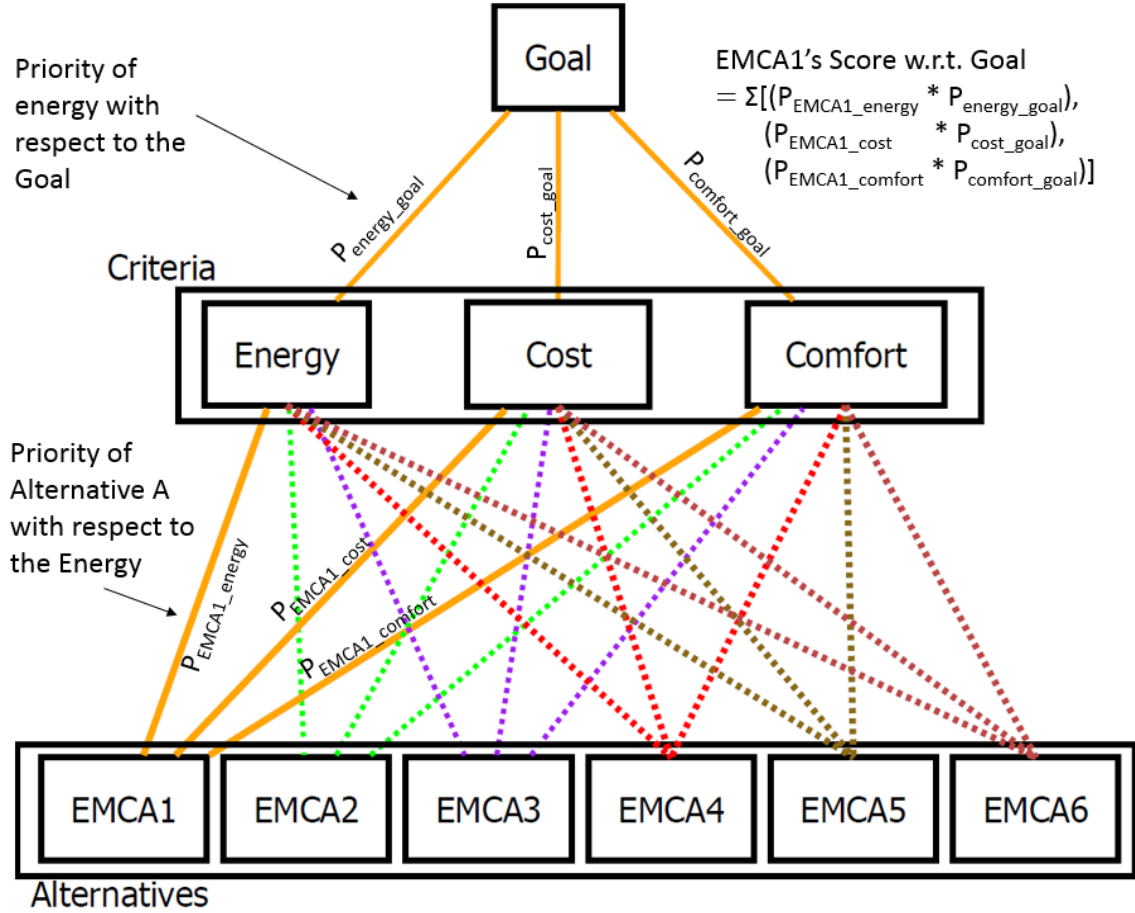 Goal
EMCA1's Score w.r.t. Goal
= Σ[(P_EMCA1_energy * P_energy_goal),
(P_EMCA1_cost * P_cost_goal),
(P_EMCA1_comfort * P_comfort_goal)]
Priority of
energy with
respect to the
Goal
P_energy_goal
P_cost_goal
P_comfort_goal
Criteria
Energy
Cost
Comfort
Priority of
Alternative A
with respect to
the Energy
P_EMCA1_energy
P_EMCA1_cost
P_EMCA1_comfort
EMCA1
EMCA2
EMCA3
EMCA4
EMCA5
EMCA6
Alternatives